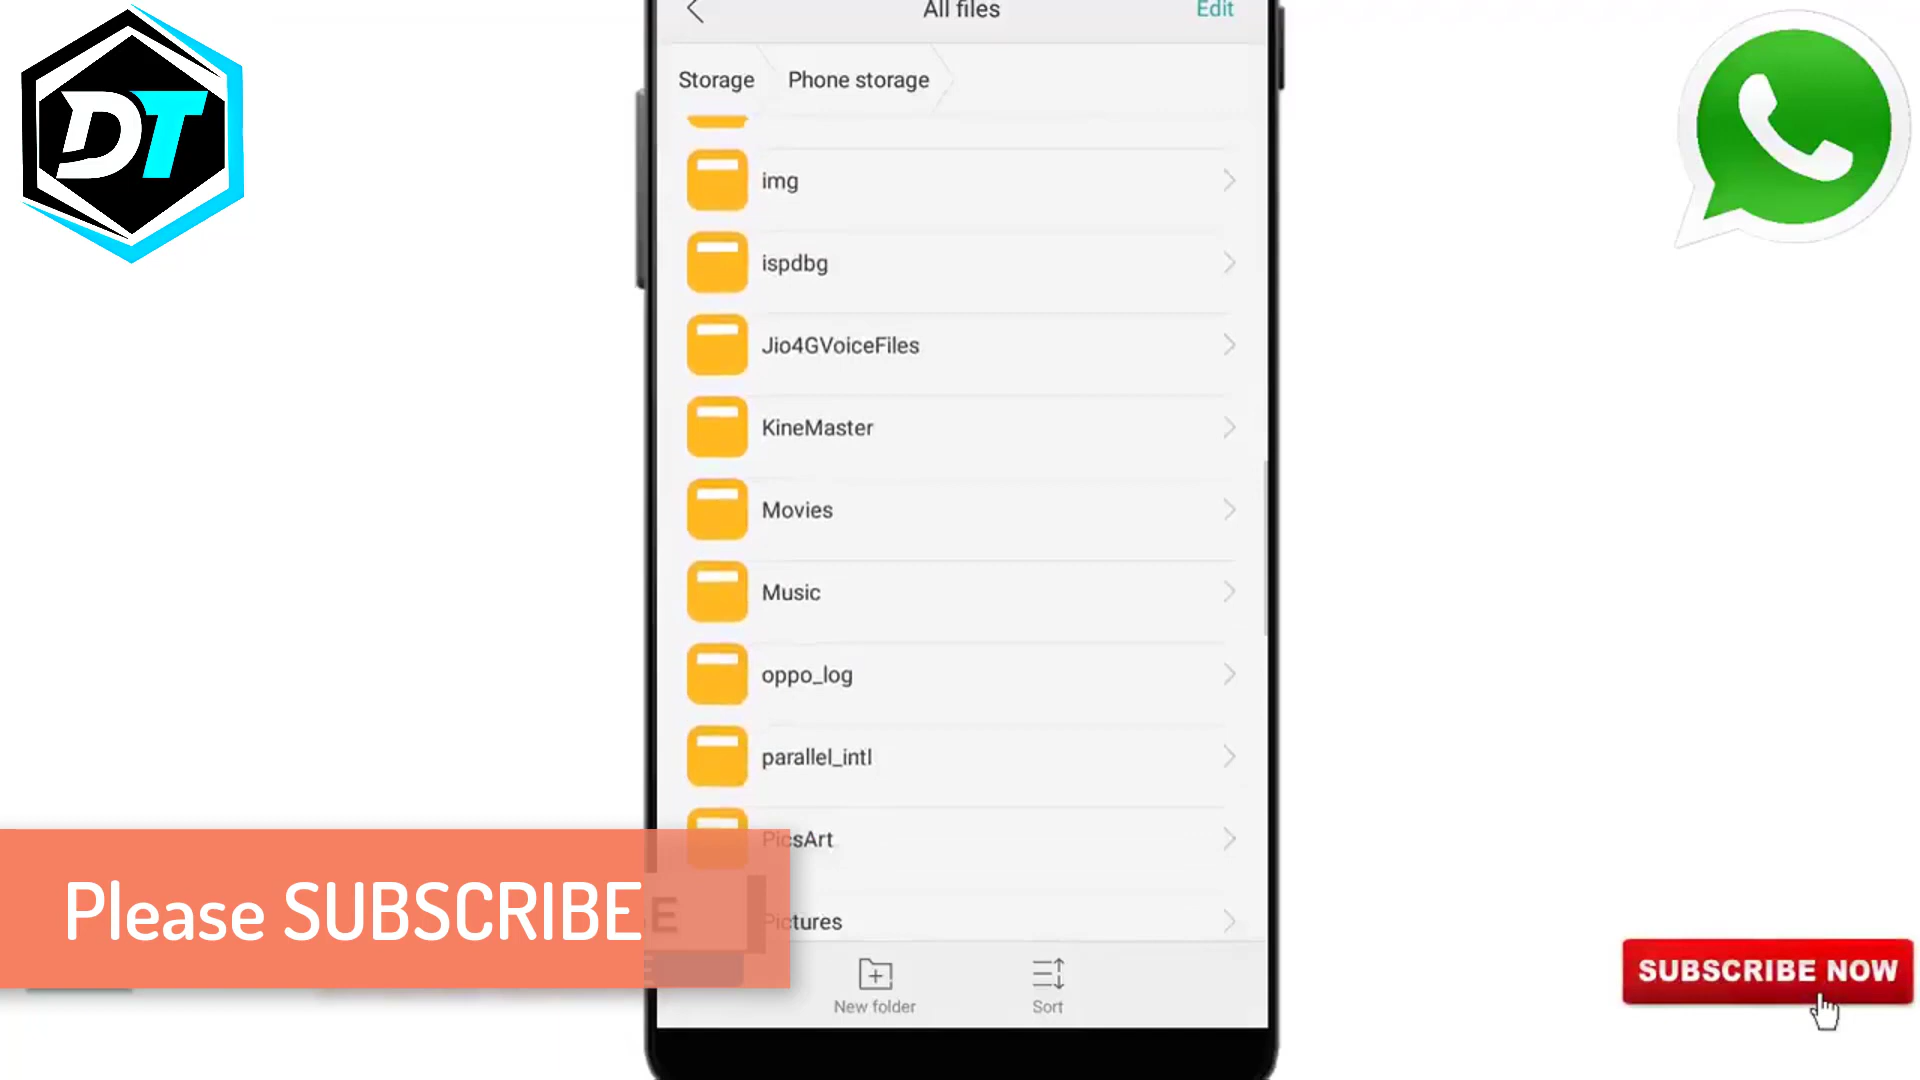 DT
All files
Edit
Storage
Phone storage
img
ispdbg
Jio4GVoiceFiles
KineMaster
Movies
Music
oppo_log
parallel_intl
PicsArt
Pictures
Please SUBSCRIBE
E
New folder
Sort
SUBSCRIBE NOW